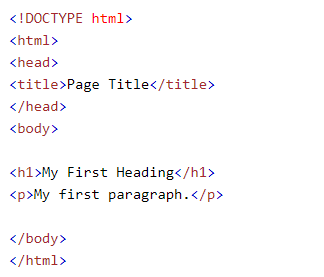 <!DOCTYPE html>
<html>
<head>
<title>Page Title</title>
</head>
<body>
<h1>My First Heading</h1>
<p>My first paragraph.</p>
</body>
</html>